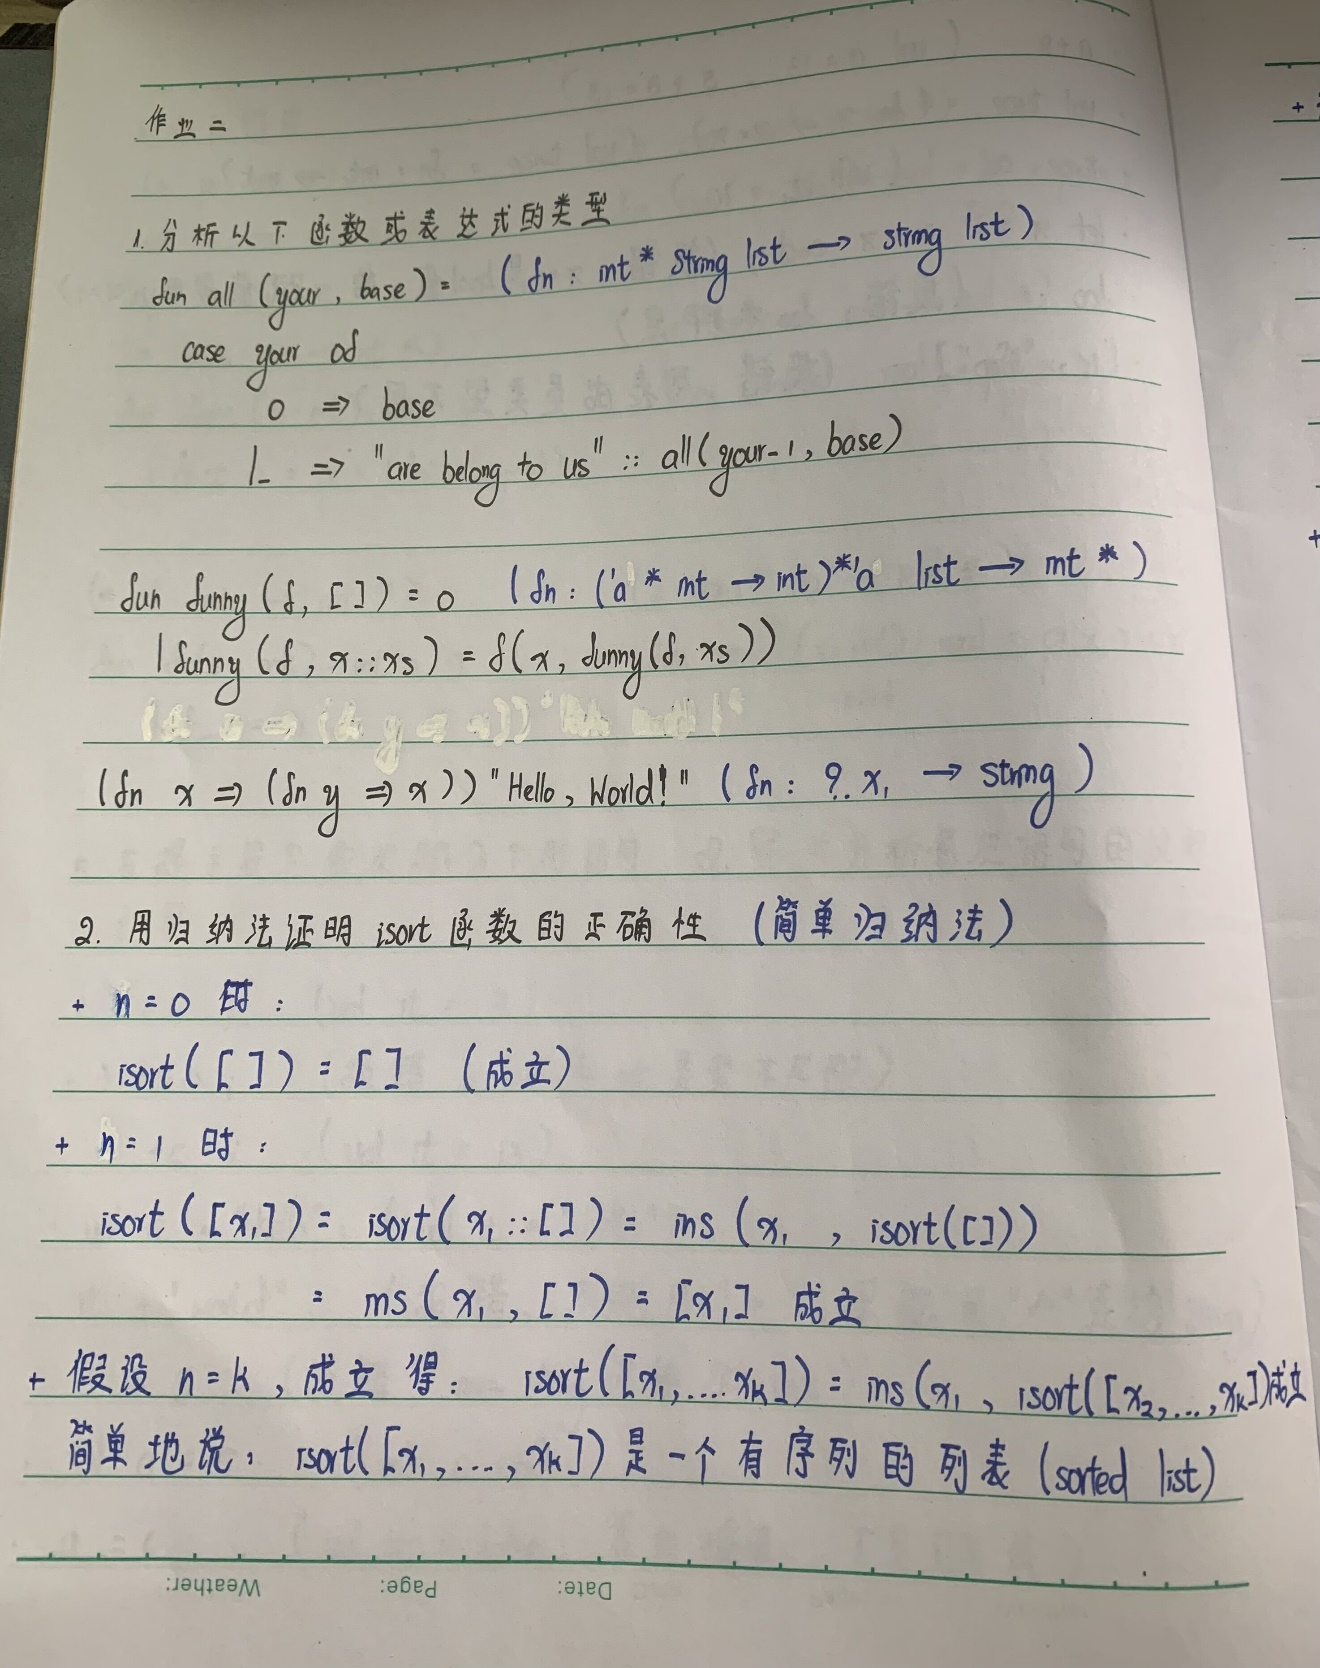 作业二
1. 分析以下函数或表达式的类型
fun all (your, base) = (fn : int * string list → string list)
case your of
0 => base
|_ => "are belong to us" :: all(your-1, base)
fun funny(f, []) = 0 (fn : ('a * int → int)*'a list → int *)
| funny(f, x::xs) = f(x, funny(f, xs))
(fn x => (fn y => x)) "Hello, World!" (fn : ?.x₁ → string)
2. 用归纳法证明 isort 函数的正确性 (简单归纳法)
+ n=0 时:
isort([]) = [] (成立)
+ n=1 时:
isort([x₁]) = isort(x₁::[]) = ins (x₁ , isort([]))
= ins(x₁, []) = [x₁] 成立
+ 假设 n=k, 成立 得: isort([x₁,....xₖ]) = ins(x₁, isort([x₂,...,xₖ])成立
简单地说, isort([x₁,....,xₖ]) 是一个有序列的列表 (sorted list)
Weather: Page: Date: